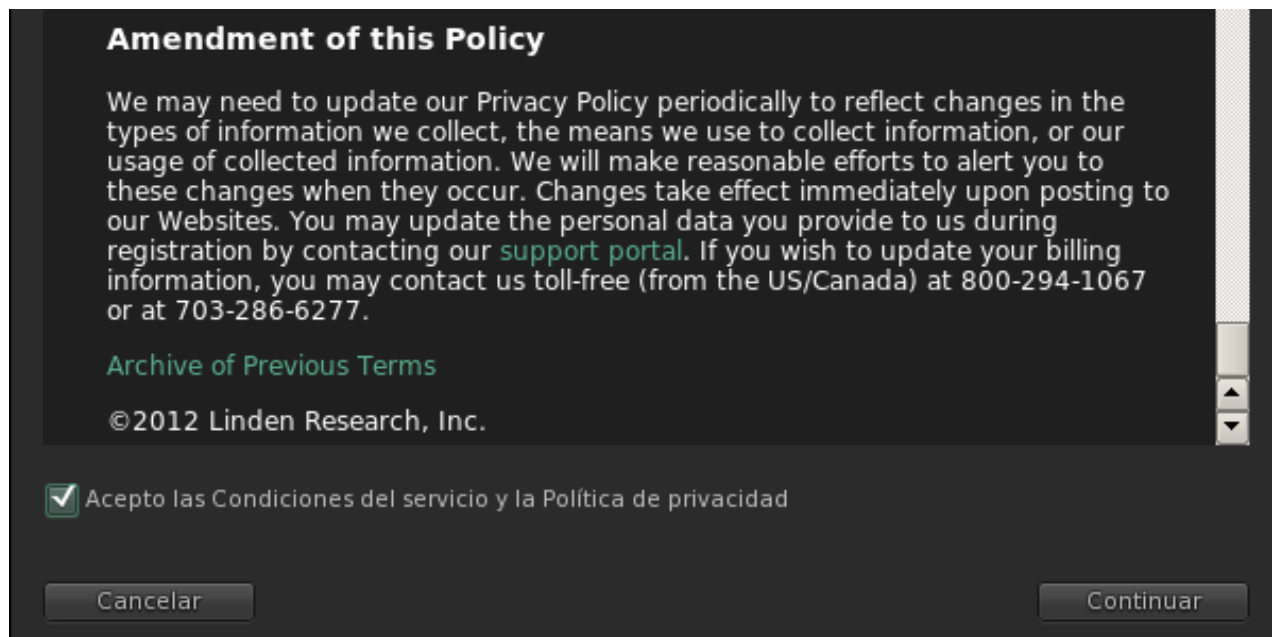 Amendment of this Policy
We may need to update our Privacy Policy periodically to reflect changes in the
types of information we collect, the means we use to collect information, or our
usage of collected information. We will make reasonable efforts to alert you to
these changes when they occur. Changes take effect immediately upon posting to
our Websites. You may update the personal data you provide to us during
registration by contacting our support portal. If you wish to update your billing
information, you may contact us toll-free (from the US/Canada) at 800-294-1067
or at 703-286-6277.
Archive of Previous Terms
©2012 Linden Research, Inc.
Acepto las Condiciones del servicio y la Política de privacidad
Cancelar
Continuar